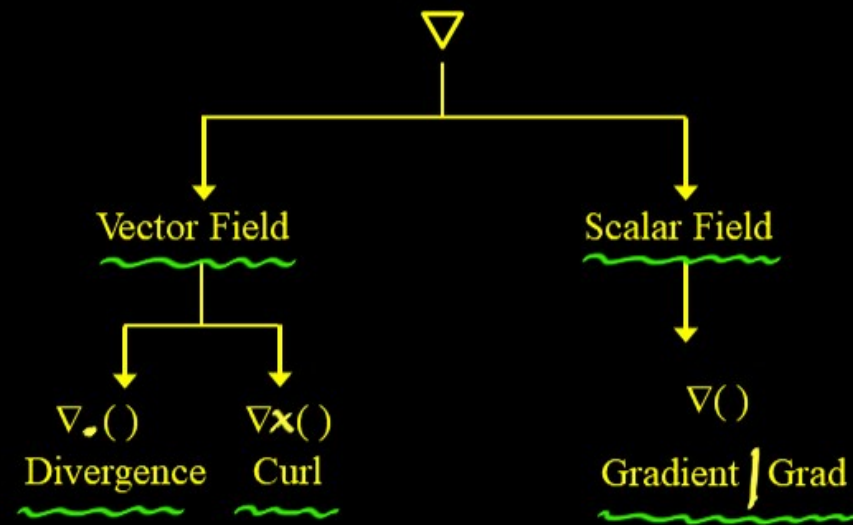 ∇
Vector Field Scalar Field
∇.( ) ∇×( ) ∇( )
Divergence Curl Gradient | Grad